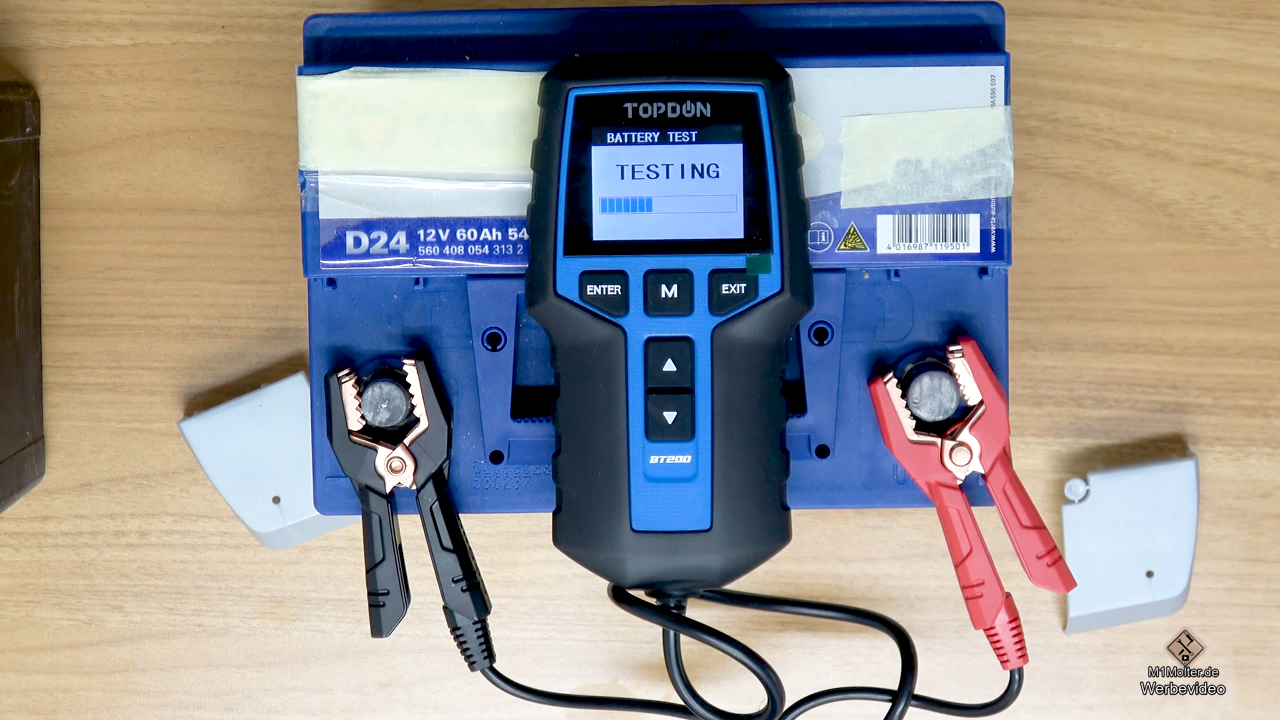 TOPDON
BATTERY TEST
TESTING
D24
12V 60Ah 54
560 408 054 313 2
4 016987 119501
ENTER
M
EXIT
BT200
M1Molter.de
Werbevideo